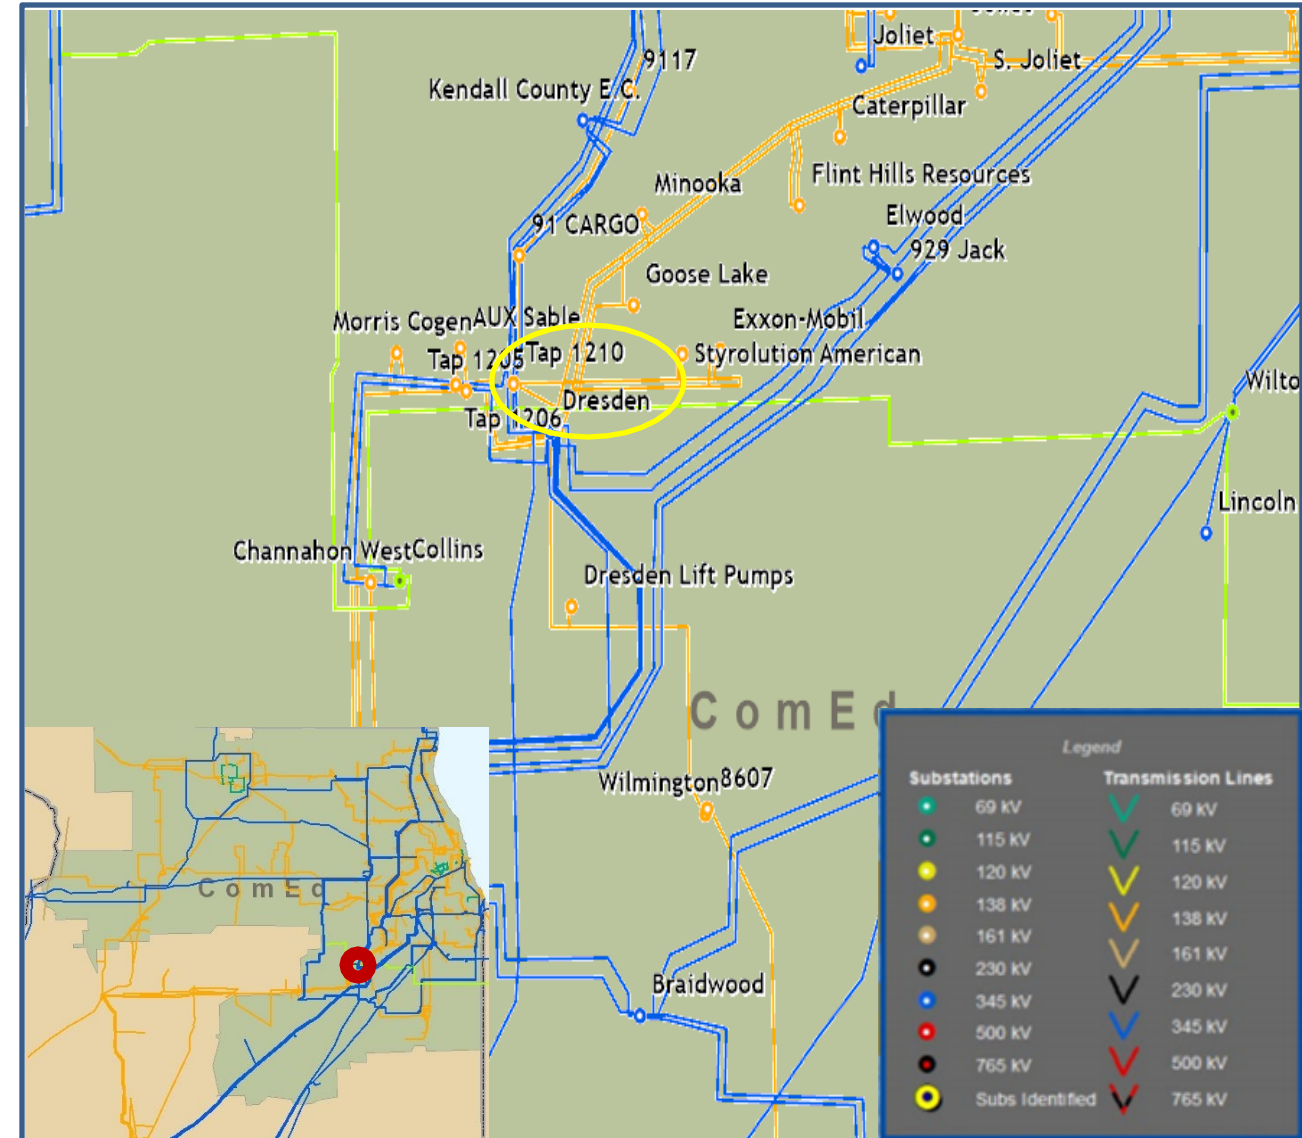 Joliet
9117
S. Joliet
Kendall County E.C.
Caterpillar
Flint Hills Resources
Minooka
Elwood
91 CARGO
929 Jack
Goose Lake
Morris Cogen
AUX Sable
Exxon-Mobil
Tap 1205
Tap 1210
Styrolution American
Dresden
Tap 1206
Wilto
Lincoln
Channahon West
Collins
Dresden Lift Pumps
ComEd
Wilmington
8607
ComEd
Braidwood
Legend
Substations
Transmission Lines
69 kV
69 kV
115 kV
115 kV
120 kV
120 kV
138 kV
138 kV
161 kV
161 kV
230 kV
230 kV
345 kV
345 kV
500 kV
500 kV
765 kV
765 kV
Subs Identified